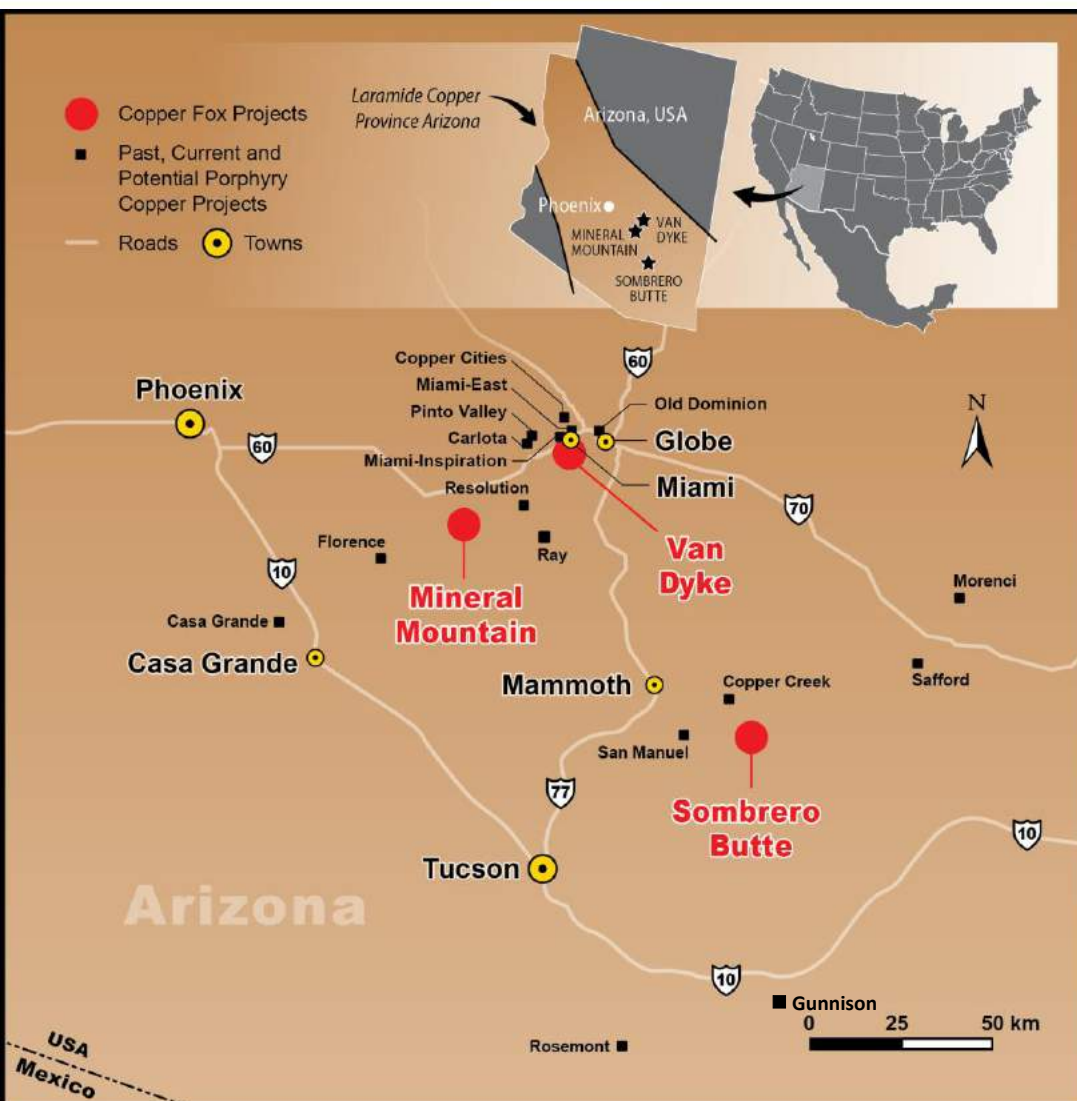 Copper Fox Projects
Past, Current and
Potential Porphyry
Copper Projects
Roads
Towns
Laramide Copper
Province Arizona
Arizona, USA
Phoenix
VAN
DYKE
MINERAL
MOUNTAIN
SOMBRERO
BUTTE
60
Copper Cities
Miami-East
Pinto Valley
Carlota
Miami-Inspiration
Old Dominion
Phoenix
60
Globe
Miami
N
Resolution
70
Florence
Ray
Van
Dyke
10
Mineral
Mountain
Morenci
Casa Grande
Casa Grande
Mammoth
Copper Creek
Safford
San Manuel
77
Sombrero
Butte
10
Tucson
Arizona
10
Gunnison
0 25 50 km
Rosemont
USA
Mexico